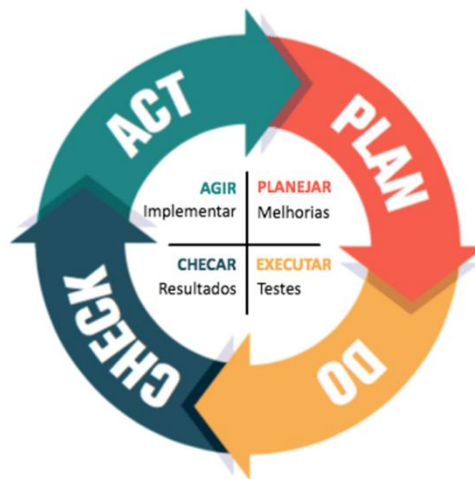 ACT
PLAN
AGIR
Implementar
PLANEJAR
Melhorias
CHECAR
Resultados
EXECUTAR
Testes
CHECK
DO